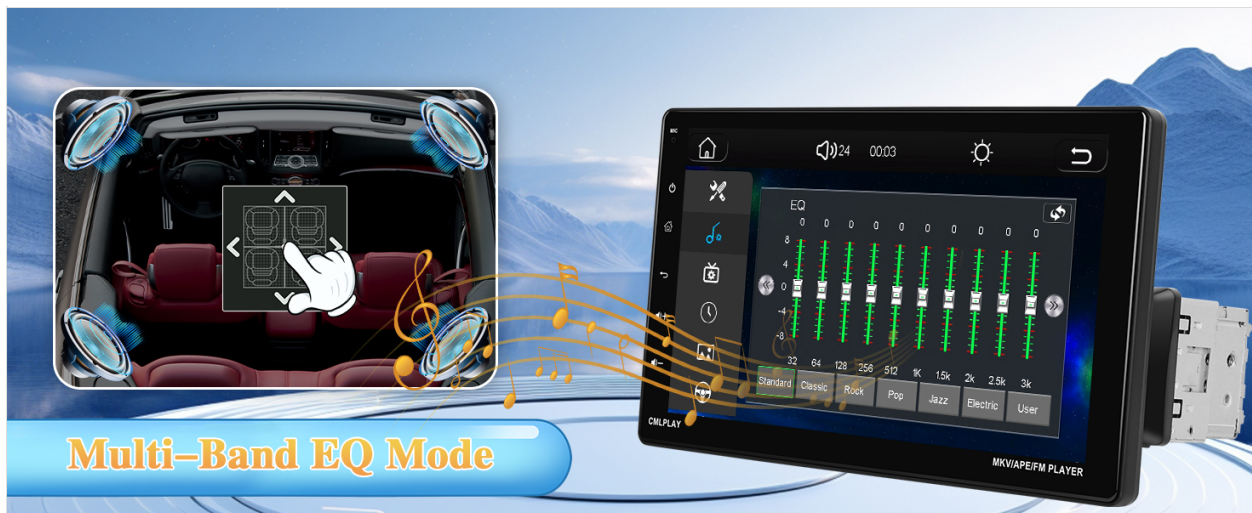 Multi-Band EQ Mode
MIC
24 00:03
EQ
0 0 0 0 0 0 0 0 0 0
8
4
0
-4
-8
32 64 128 256 512 1K 1.5k 2k 2.5k 3k
Standard Classic Rock Pop Jazz Electric User
CMLPLAY
MKV/APE/FM PLAYER